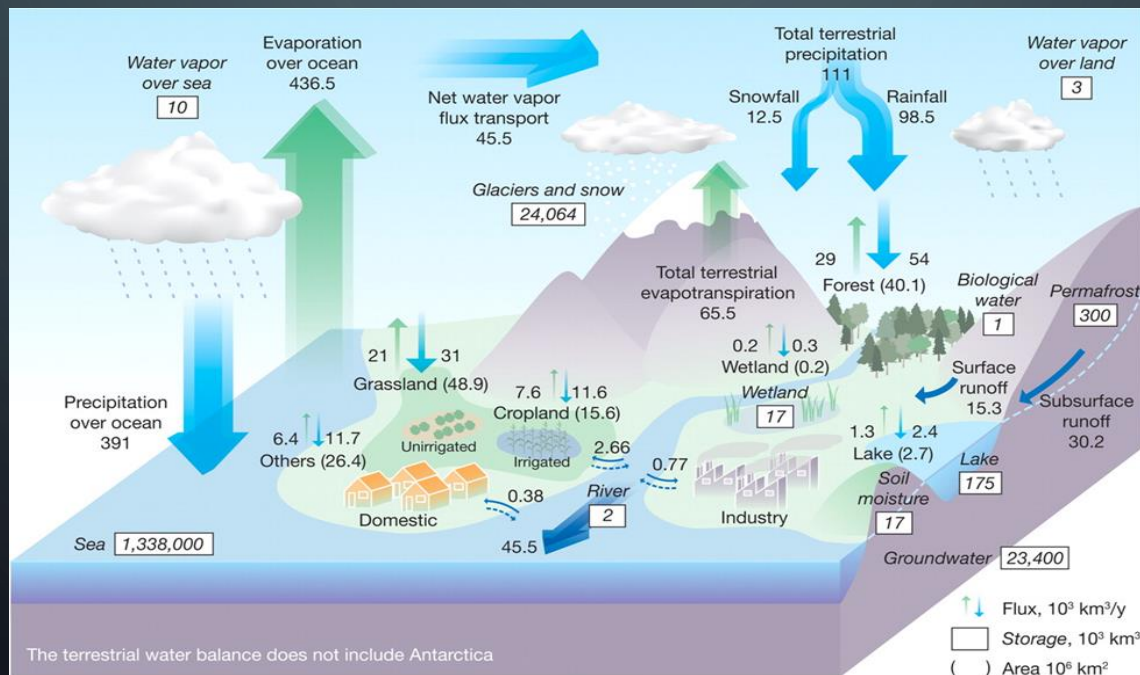 Water vapor
over sea
10
Evaporation
over ocean
436.5
Net water vapor
flux transport
45.5
Total terrestrial
precipitation
111
Snowfall
12.5
Rainfall
98.5
Water vapor
over land
3
Glaciers and snow
24,064
Total terrestrial
evapotranspiration
65.5
29 54
Forest (40.1)
Biological
water
1
Permafrost
300
Precipitation
over ocean
391
21 31
Grassland (48.9)
7.6 11.6
Cropland (15.6)
0.2 0.3
Wetland (0.2)
Wetland
17
Surface
runoff
15.3
Subsurface
runoff
30.2
6.4 11.7
Others (26.4)
Unirrigated
Irrigated
2.66
0.77
1.3 2.4
Lake (2.7)
Lake
175
Domestic
0.38
River
2
Industry
Soil
moisture
17
Sea 1,338,000
45.5
Groundwater 23,400
Flux, 10³ km³/y
Storage, 10³ km³
( ) Area 10⁶ km²
The terrestrial water balance does not include Antarctica